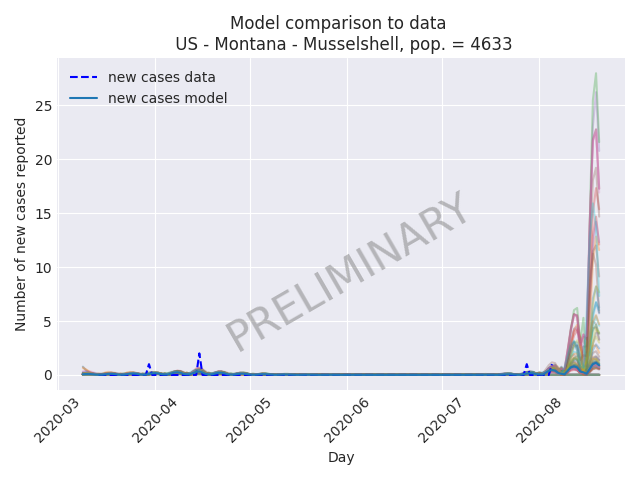 Model comparison to data
US - Montana - Musselshell, pop. = 4633
new cases data
new cases model
Number of new cases reported
25
20
15
10
5
0
PRELIMINARY
2020-03
2020-04
2020-05
2020-06
2020-07
2020-08
Day